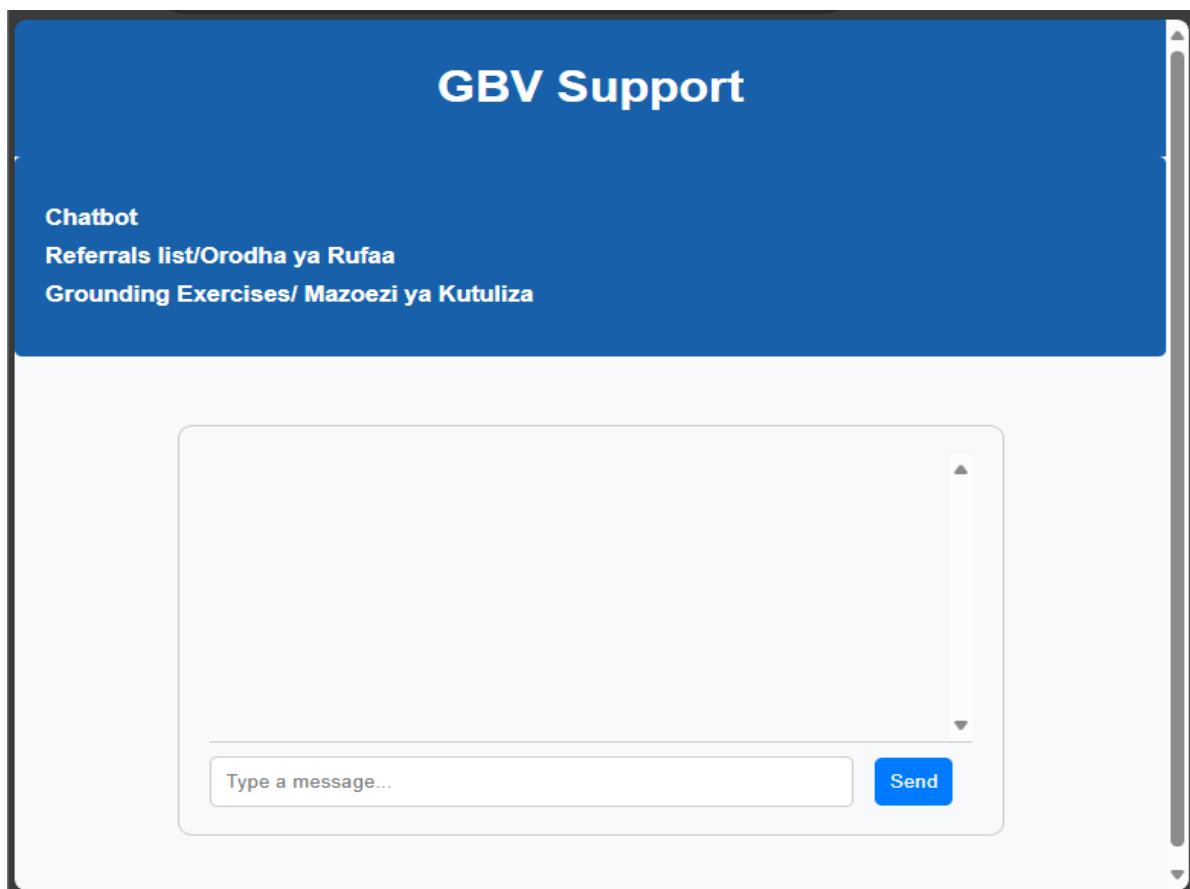 GBV Support
Chatbot
Referrals list/Orodha ya Rufaa
Grounding Exercises/ Mazoezi ya Kutuliza
Type a message...
Send